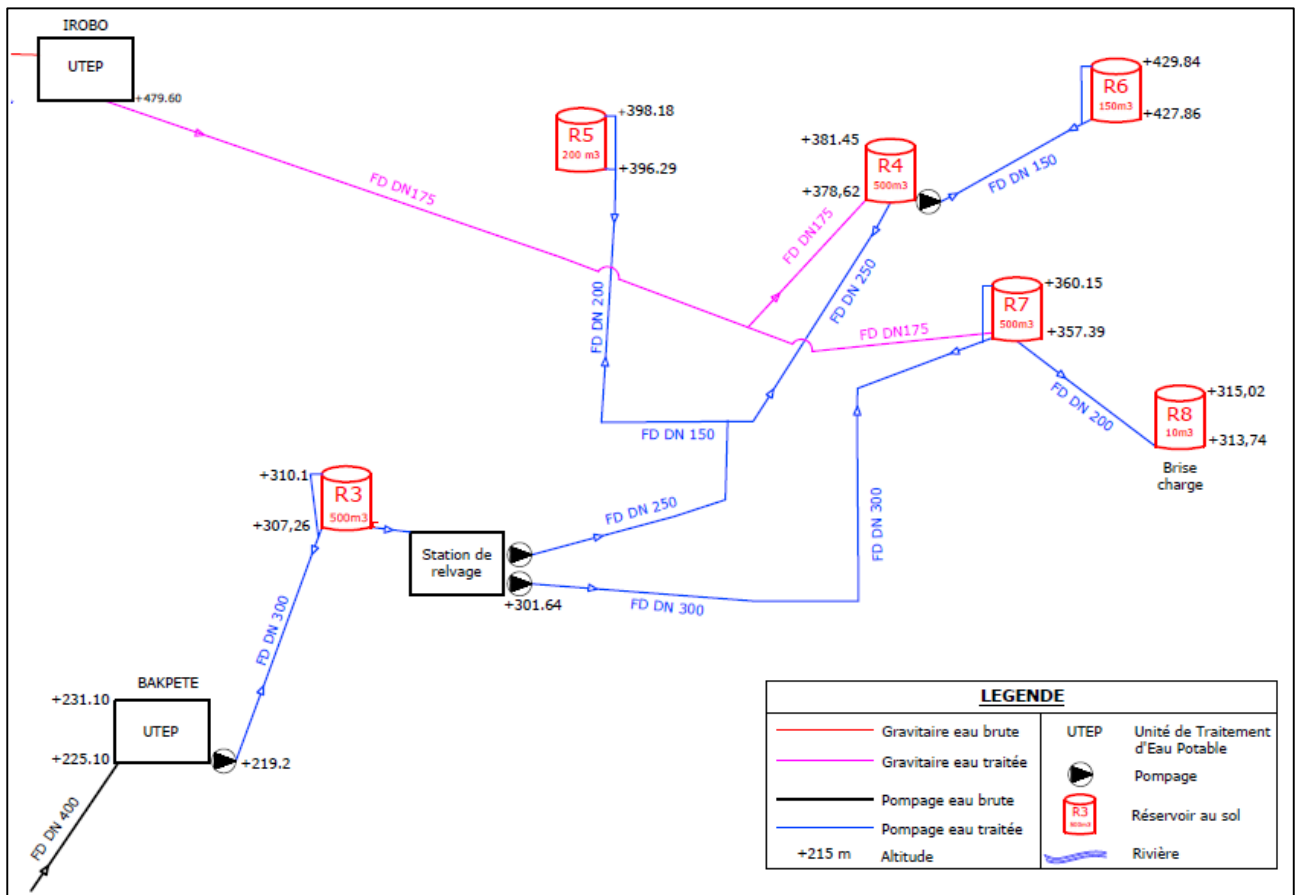 IROBO
UTEP
+479.60
FD DN175
R5
200 m3
+398.18
+396.29
FD DN 200
FD DN 150
R4
500m3
+381.45
+378,62
FD DN175
FD DN 250
R6
150m3
+429.84
+427.86
FD DN 150
R7
500m3
+360.15
+357.39
FD DN175
FD DN 200
R8
10m3
+315,02
+313,74
Brise
charge
R3
500m3
+310.1
+307,26
Station de
relvage
+301.64
FD DN 250
FD DN 300
FD DN 300
FD DN 300
BAKPETE
UTEP
+231.10
+225.10
+219.2
FD DN 400
LEGENDE
Gravitaire eau brute
Gravitaire eau traitée
Pompage eau brute
Pompage eau traitée
+215 m Altitude
UTEP Unité de Traitement
d'Eau Potable
Pompage
R3
Réservoir au sol
Rivière